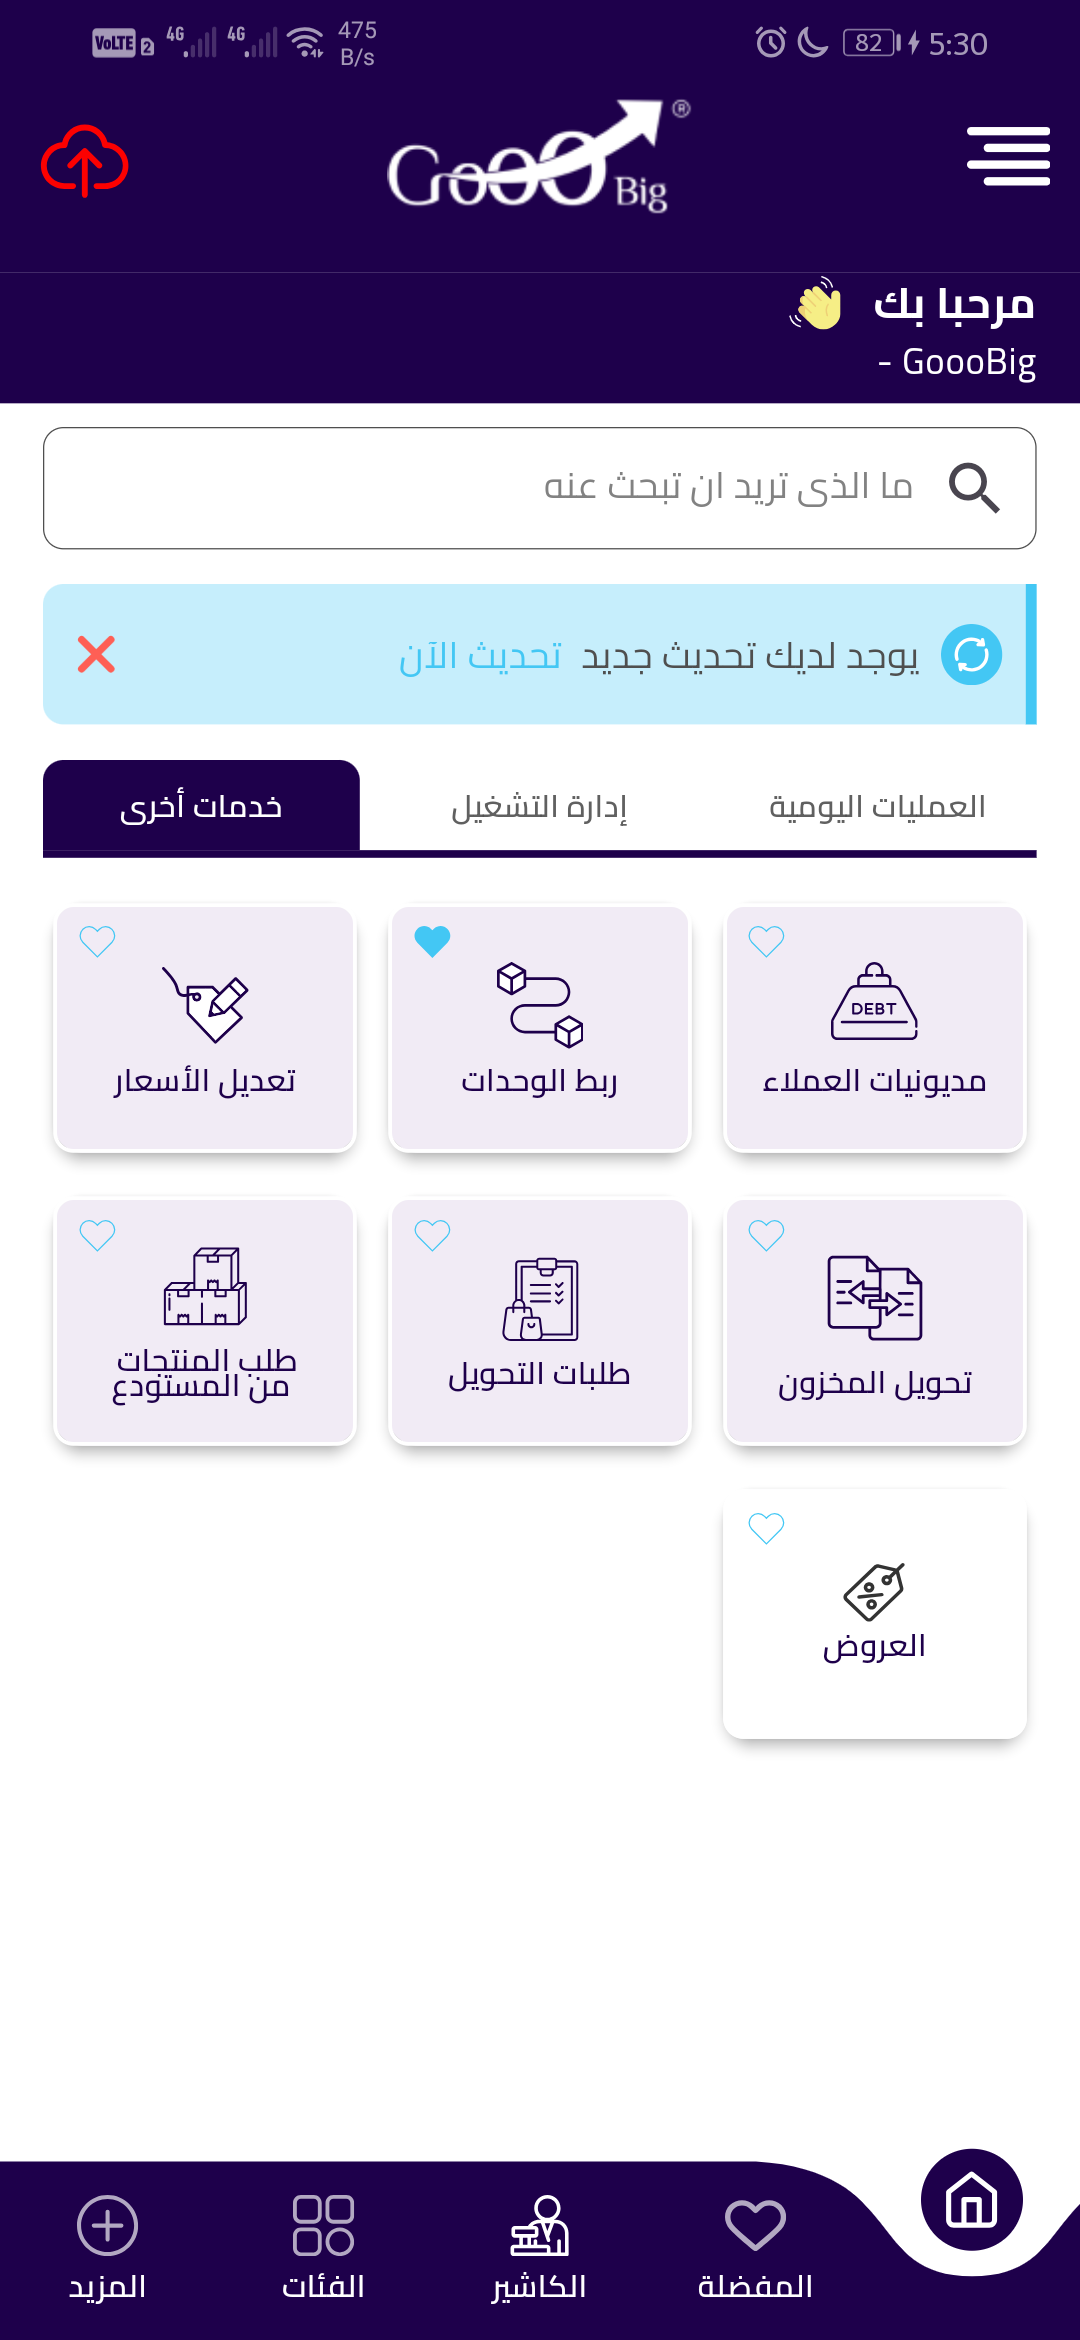 VoLTE 2 4G 4G 475 B/s 82 5:30
GoooBig ®
مرحبا بك
GoooBig -
ما الذى تريد ان تبحث عنه
يوجد لديك تحديث جديد تحديث الآن
العمليات اليومية
إدارة التشغيل
خدمات أخرى
DEBT
مديونيات العملاء
ربط الوحدات
تعديل الأسعار
تحويل المخزون
طلبات التحويل
طلب المنتجات
من المستودع
العروض
المفضلة
الكاشير
الفئات
المزيد